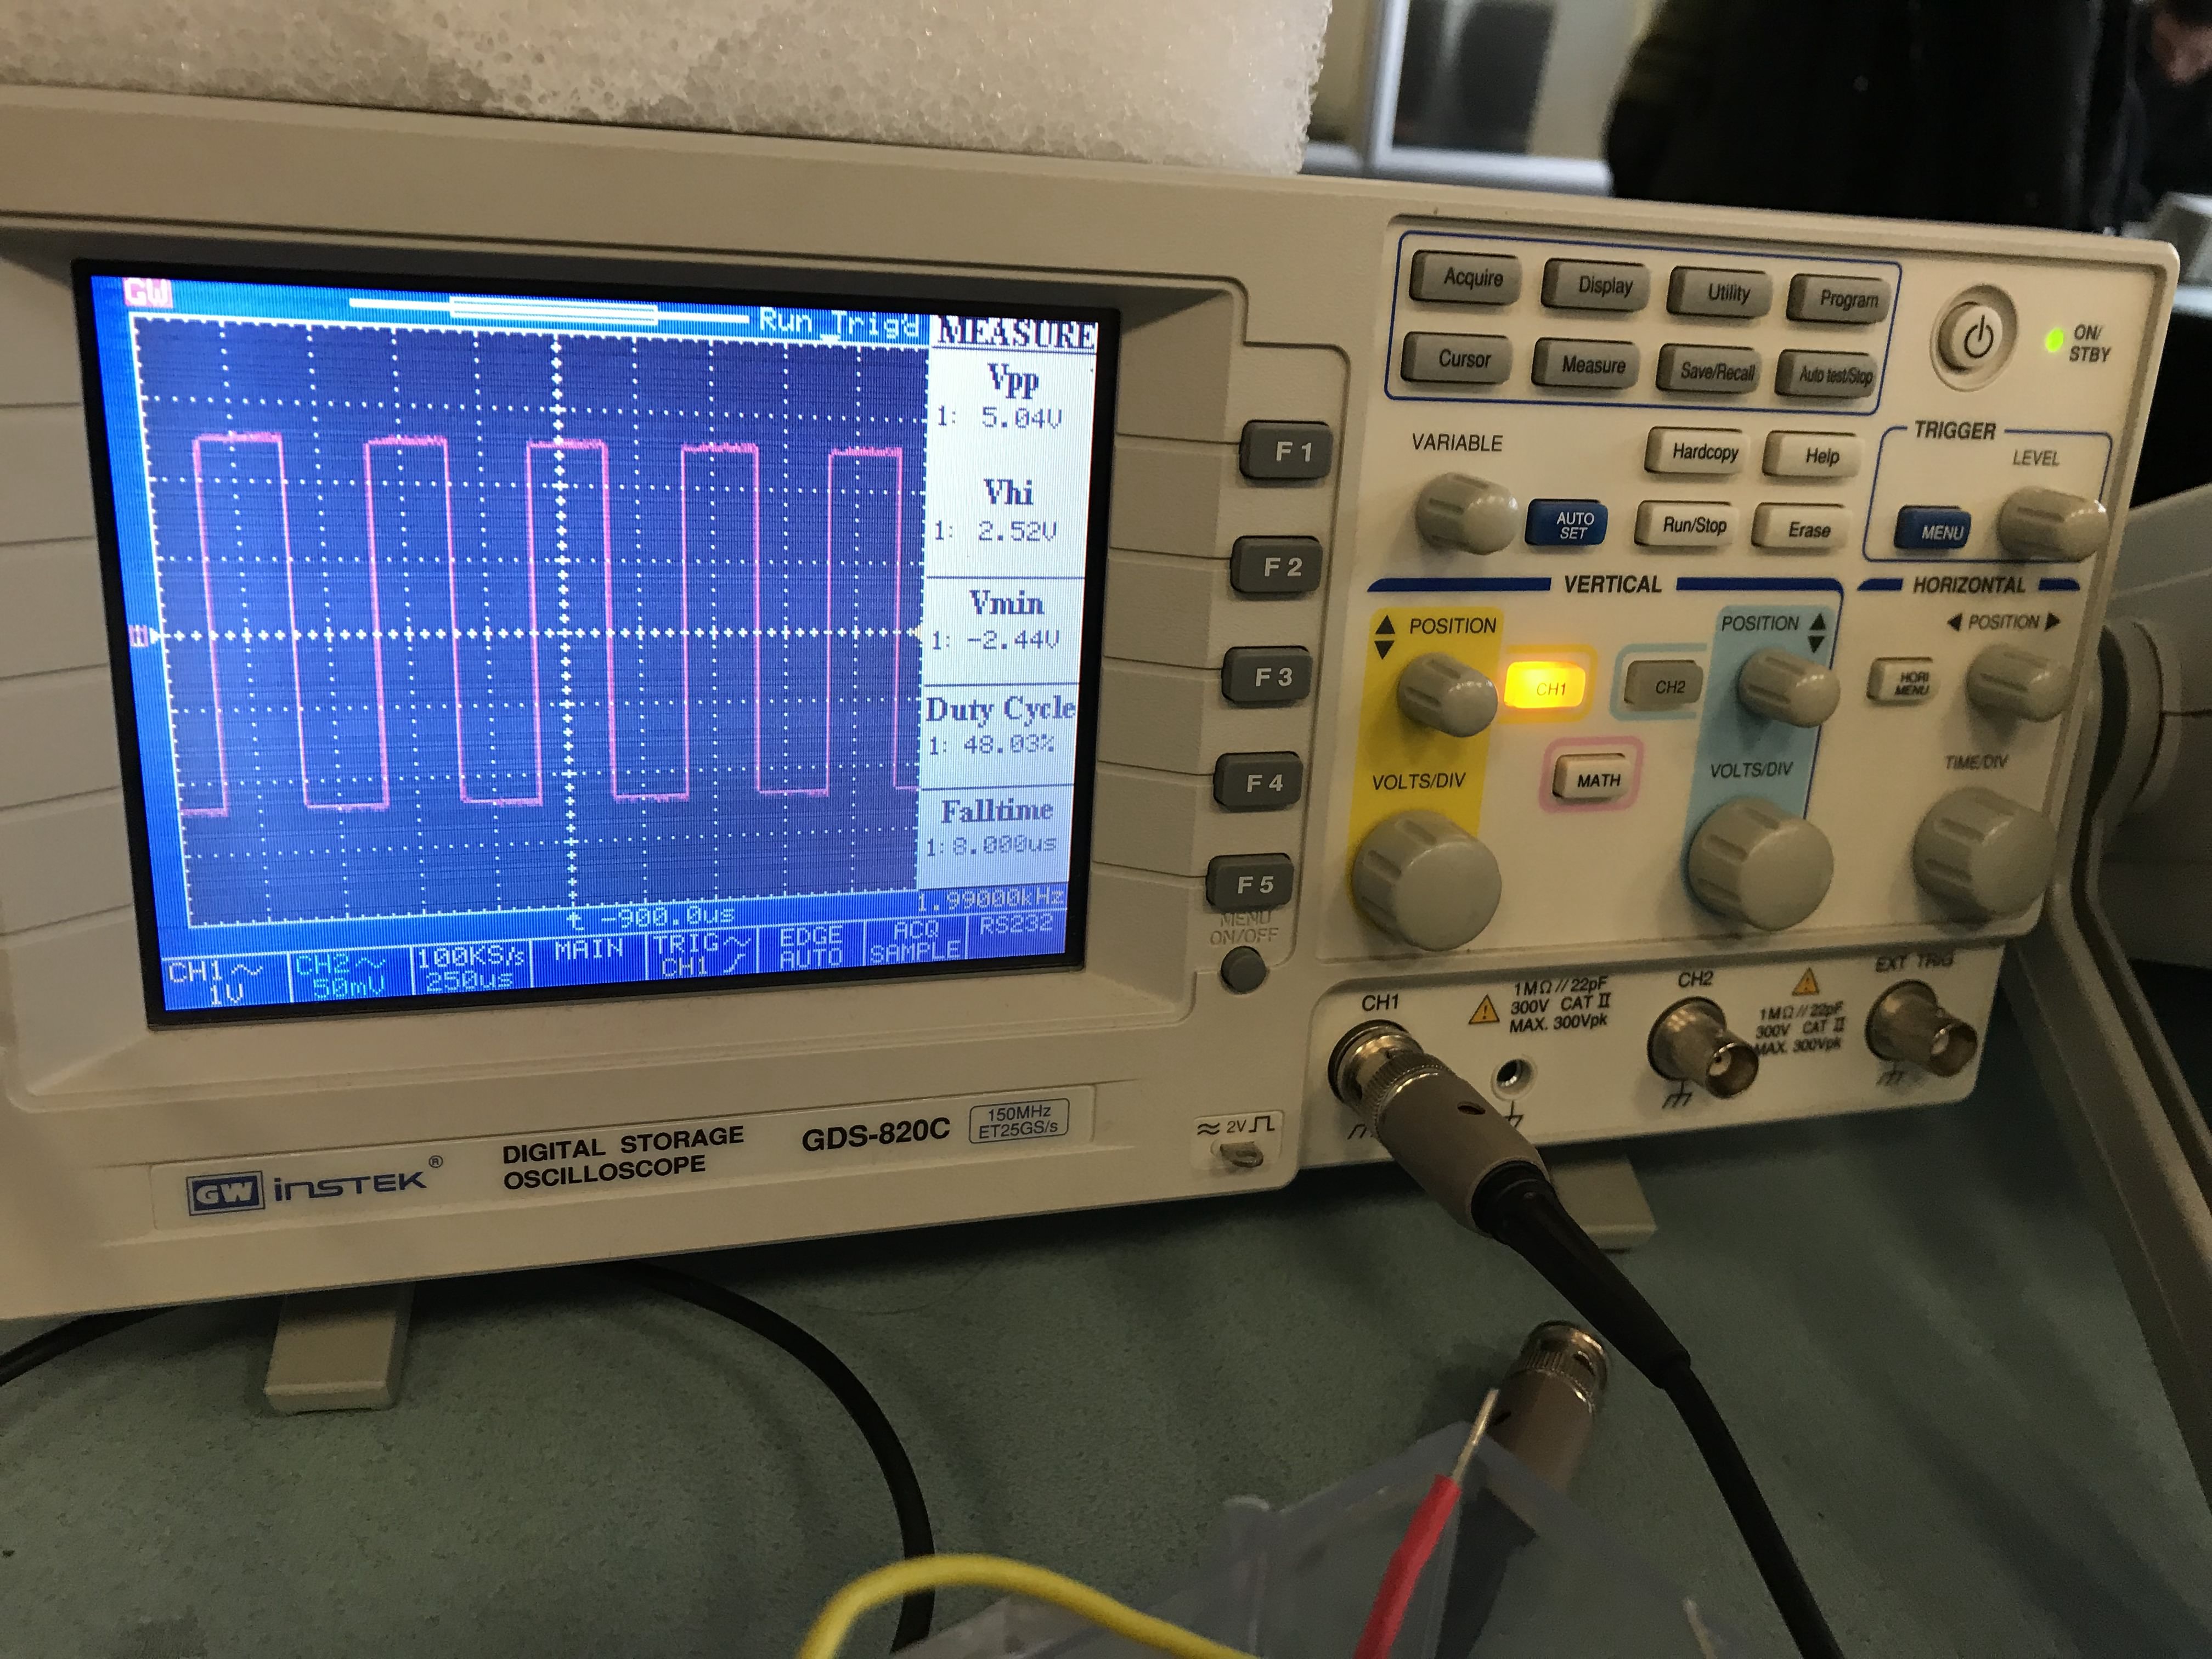 GW
Run Trig'd
MEASURE
Vpp
1: 5.04V
Vhi
1: 2.52V
Vmin
1: -2.44V
Duty Cycle
1: 48.03%
Falltime
1: 8.000us
-900.0us
1.99000kHz
CH1
1V
CH2
50mV
100KS/s
250us
MAIN
TRIG
CH1
EDGE
AUTO
ACQ
SAMPLE
RS232
F 1
F 2
F 3
F 4
F 5
MENU
ON/OFF
Acquire
Display
Utility
Program
Cursor
Measure
Save/Recall
Auto test/Stop
ON/
STBY
VARIABLE
AUTO
SET
Hardcopy
Help
Run/Stop
Erase
TRIGGER
LEVEL
MENU
VERTICAL
HORIZONTAL
POSITION
CH1
CH2
POSITION
POSITION
HORI
MENU
VOLTS/DIV
MATH
VOLTS/DIV
TIME/DIV
CH1
1MΩ//22pF
300V CAT II
MAX. 300Vpk
CH2
1MΩ//22pF
300V CAT II
MAX. 300Vpk
EXT TRIG
2V
GW INSTEK®
DIGITAL STORAGE
OSCILLOSCOPE
GDS-820C
150MHz
ET25GS/s